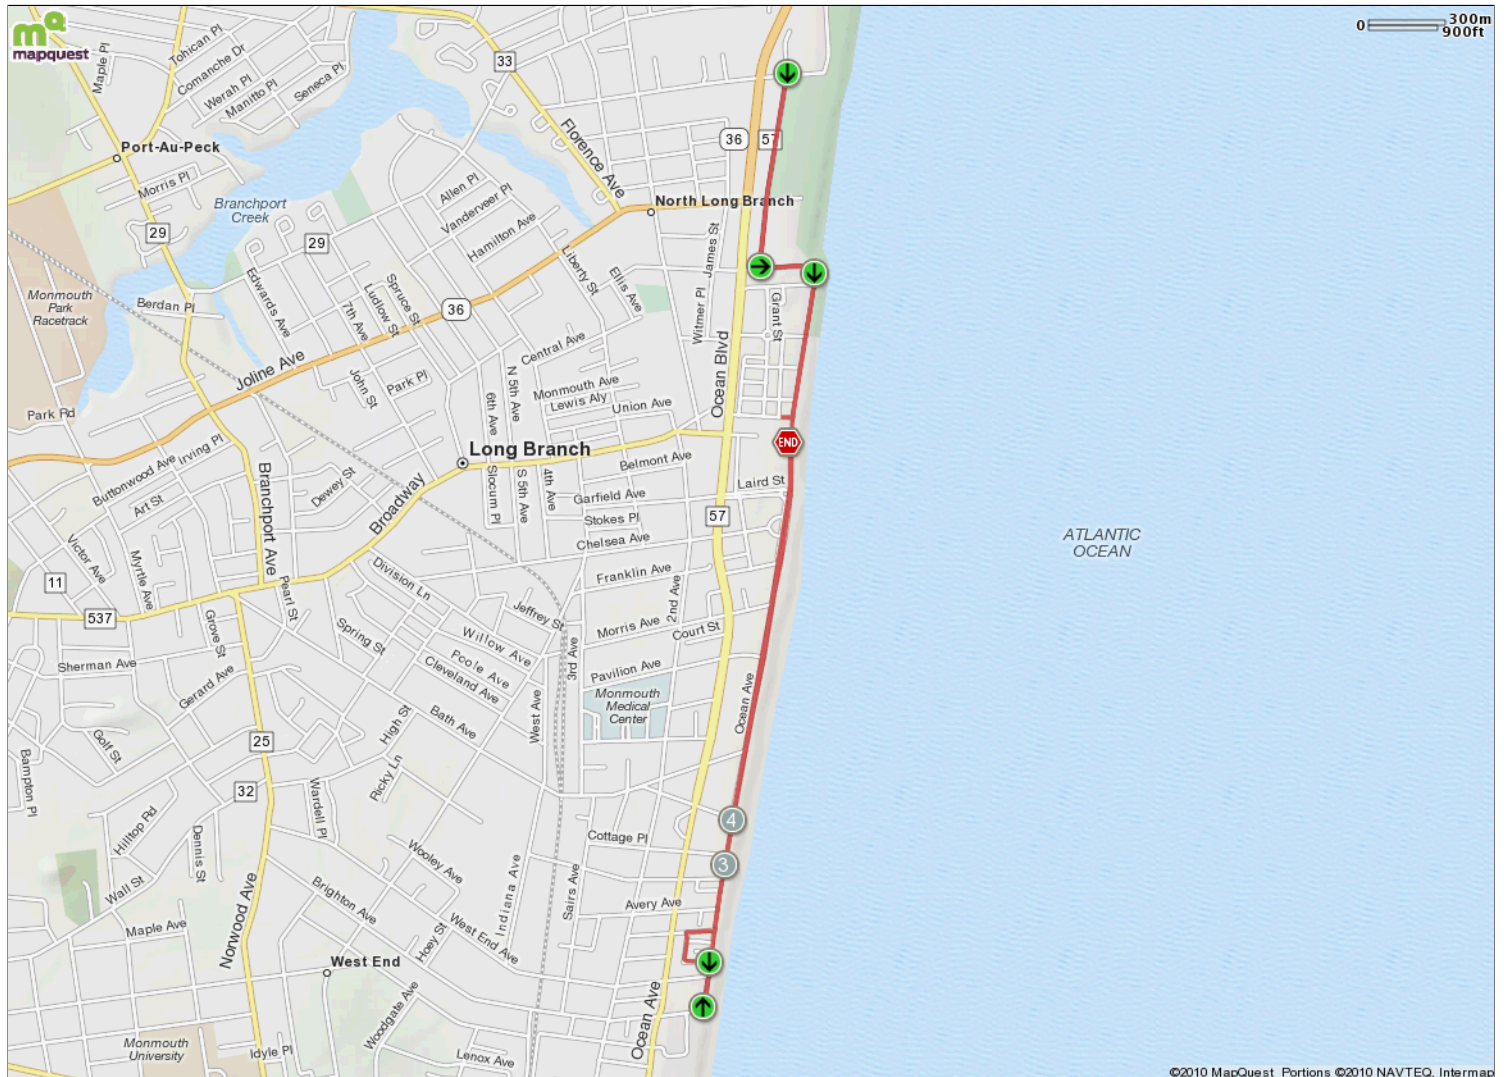 mapquest
0 300m
900ft
Maple Pl
Tohican Pl
Comanche Dr
Werah Pl
Manitto Pl
Seneca Pl
33
Port-Au-Peck
Morris Pl
Florence Ave
36
57
Branchport
Creek
Allen Pl
Vanderveer Pl
Hamilton Ave
North Long Branch
29
29
James St
Liberty St
Ellis Ave
Monmouth
Park
Racetrack
Berdan Pl
Edwards Ave
7th Ave
Ludlow St
Spruce St
36
Witmer Pl
Grant St
Central Ave
Joline Ave
John St
Park Pl
6th Ave
N 5th Ave
Monmouth Ave
Lewis Aly
Union Ave
Ocean Blvd
Park Rd
Irving Pl
Buttonwood Ave
Art St
Long Branch
END
Belmont Ave
Branchport Ave
Dewey St
Broadway
Slocum Pl
S 5th Ave
4th Ave
Garfield Ave
Laird St
Stokes Pl
57
Chelsea Ave
ATLANTIC
OCEAN
Victor Ave
Myrtle Ave
11
Pearl St
Division Ln
Franklin Ave
2nd Ave
537
Grove St
Jeffrey St
Spring St
Willow Ave
Morris Ave
Court St
Sherman Ave
Gerard Ave
Poole Ave
Cleveland Ave
3rd Ave
Pavilion Ave
Monmouth
Medical
Center
Ocean Ave
West Ave
High St
Bath Ave
Golf St
25
Bampton Pl
32
Ricky Ln
Wardell Pl
Hilltop Rd
Dennis St
4
Cottage Pl
3
Wooley Ave
Indiana Ave
Sairs Ave
Wall St
Brighton Ave
Avery Ave
Maple Ave
Norwood Ave
Hoey St
West End Ave
West End
Woodgate Ave
Ocean Ave
Monmouth
University
Idyle Pl
Lenox Ave
©2010 MapQuest Portions ©2010 NAVTEQ, Intermap